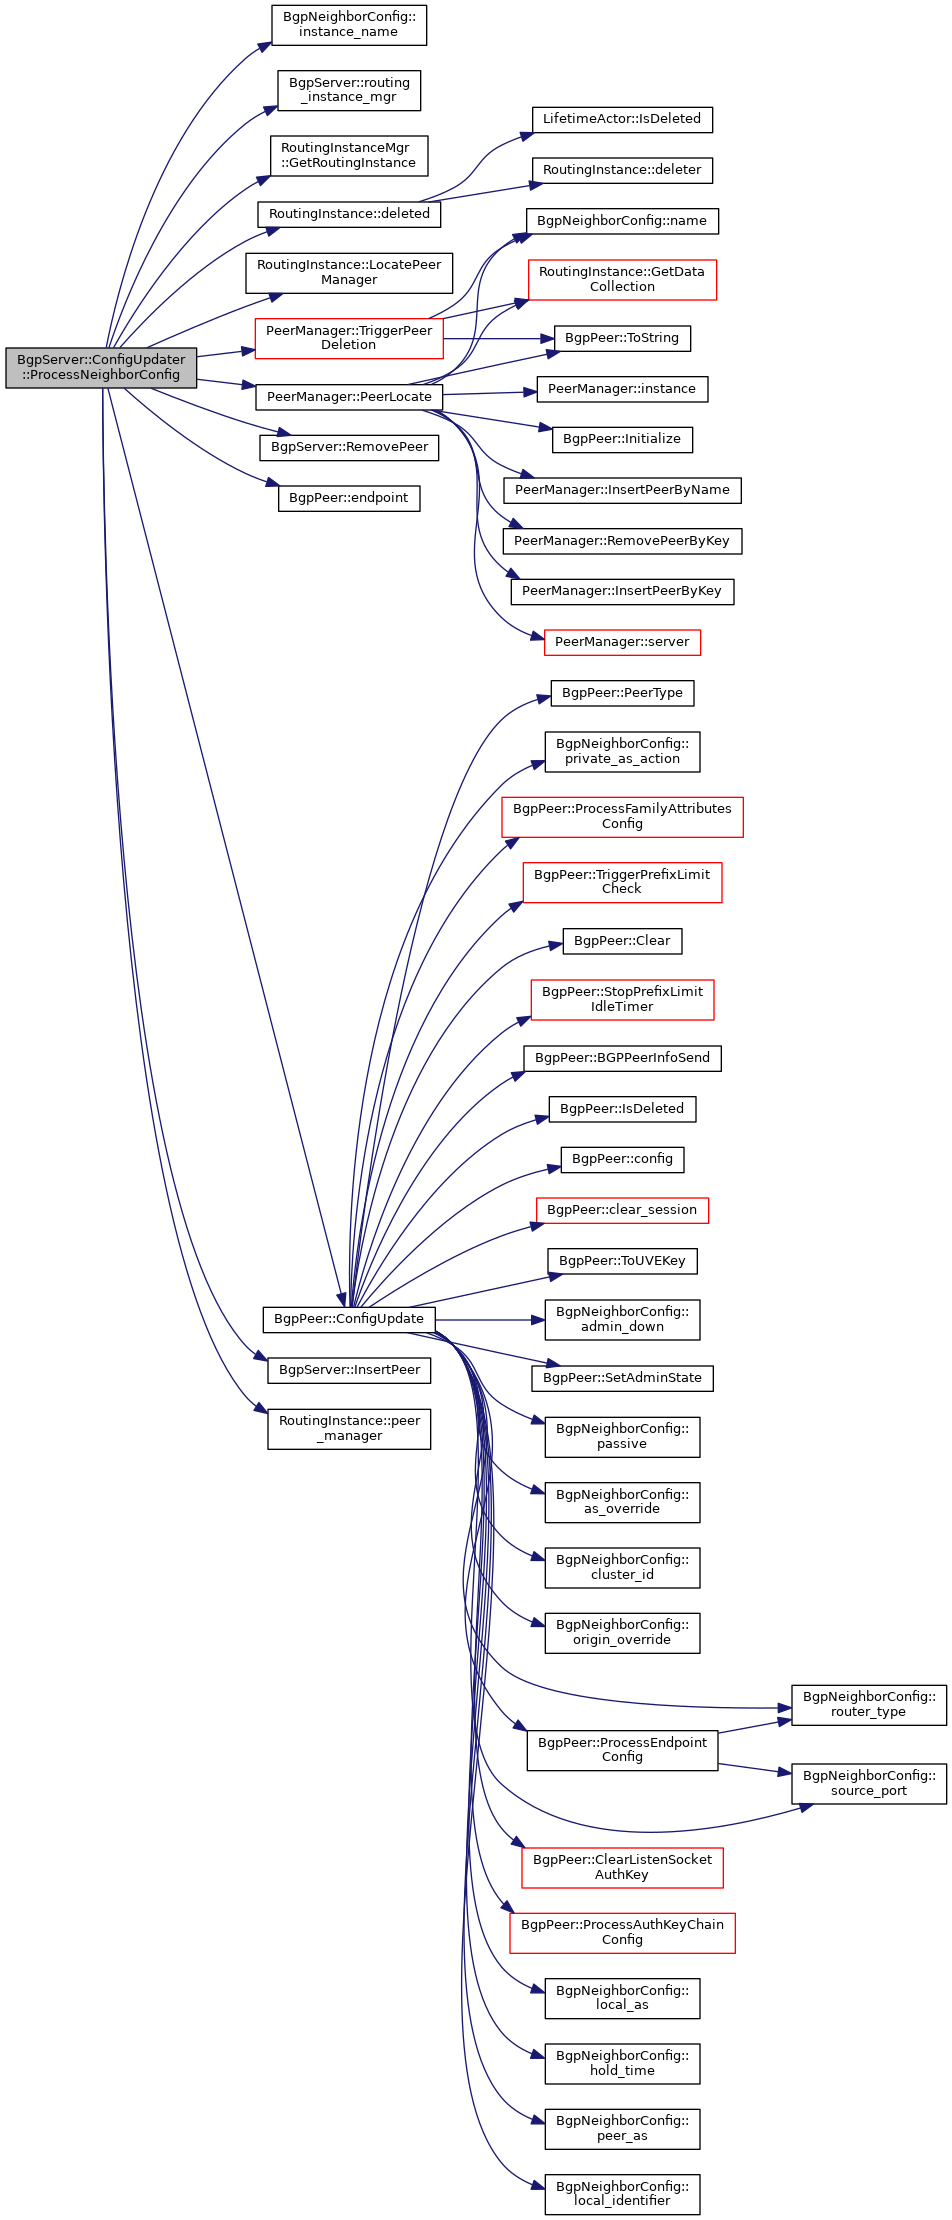 BgpNeighborConfig::
instance_name
BgpServer::routing
_instance_mgr
RoutingInstanceMgr
::GetRoutingInstance
RoutingInstance::deleted
RoutingInstance::LocatePeer
Manager
PeerManager::TriggerPeer
Deletion
BgpServer::ConfigUpdater
::ProcessNeighborConfig
PeerManager::PeerLocate
BgpServer::RemovePeer
BgpPeer::endpoint
LifetimeActor::IsDeleted
RoutingInstance::deleter
BgpNeighborConfig::name
RoutingInstance::GetData
Collection
BgpPeer::ToString
PeerManager::instance
BgpPeer::Initialize
PeerManager::InsertPeerByName
PeerManager::RemovePeerByKey
PeerManager::InsertPeerByKey
PeerManager::server
BgpPeer::PeerType
BgpNeighborConfig::
private_as_action
BgpPeer::ProcessFamilyAttributes
Config
BgpPeer::TriggerPrefixLimit
Check
BgpPeer::Clear
BgpPeer::StopPrefixLimit
IdleTimer
BgpPeer::BGPPeerInfoSend
BgpPeer::IsDeleted
BgpPeer::config
BgpPeer::clear_session
BgpPeer::ToUVEKey
BgpPeer::ConfigUpdate
BgpNeighborConfig::
admin_down
BgpServer::InsertPeer
BgpPeer::SetAdminState
RoutingInstance::peer
_manager
BgpNeighborConfig::
passive
BgpNeighborConfig::
as_override
BgpNeighborConfig::
cluster_id
BgpNeighborConfig::
origin_override
BgpNeighborConfig::
router_type
BgpPeer::ProcessEndpoint
Config
BgpNeighborConfig::
source_port
BgpPeer::ClearListenSocket
AuthKey
BgpPeer::ProcessAuthKeyChain
Config
BgpNeighborConfig::
local_as
BgpNeighborConfig::
hold_time
BgpNeighborConfig::
peer_as
BgpNeighborConfig::
local_identifier